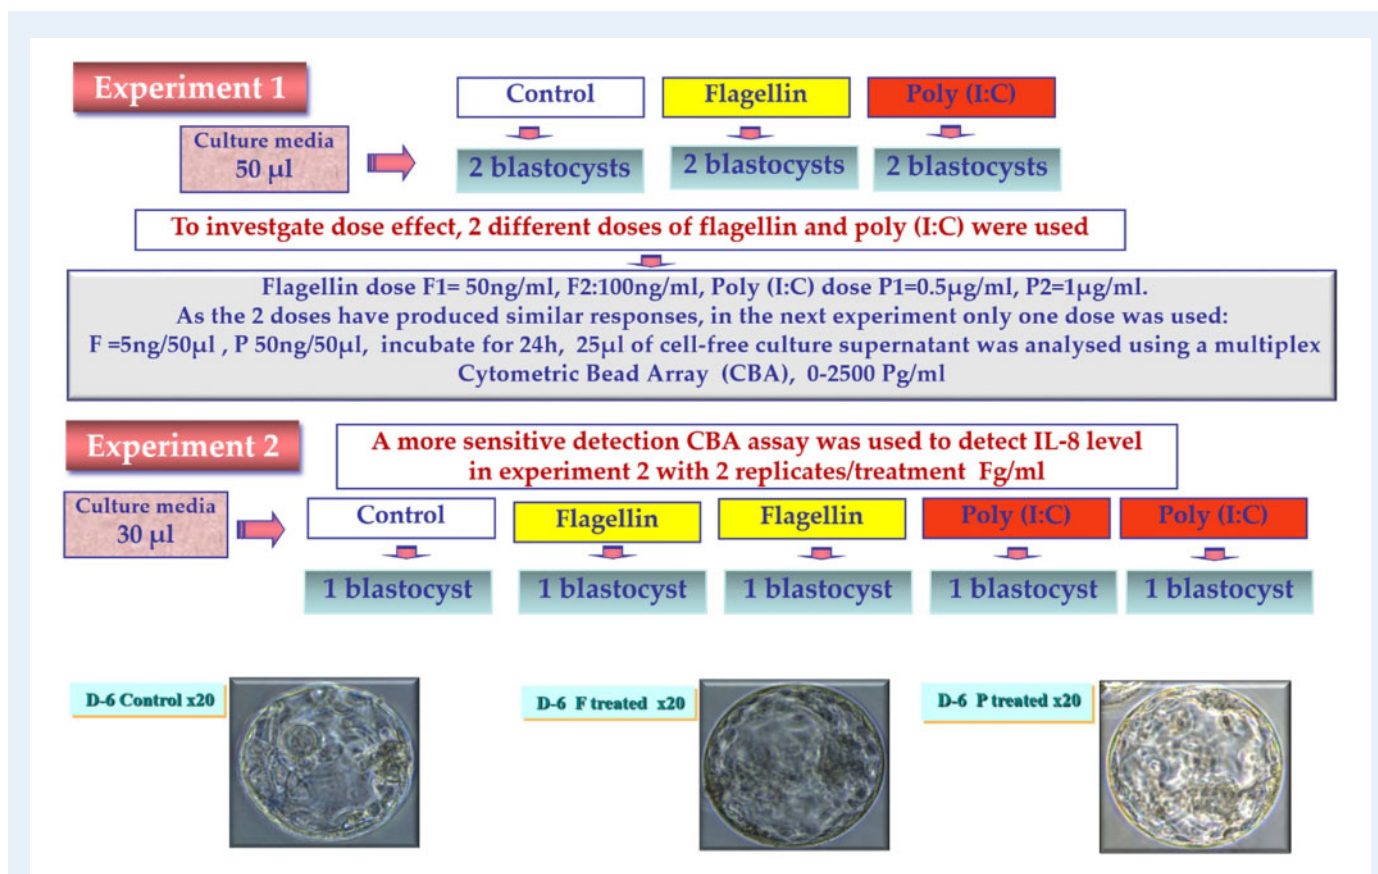 Experiment 1
Control
Flagellin
Poly (I:C)
Culture media
50 µl
2 blastocysts
2 blastocysts
2 blastocysts
To investgate dose effect, 2 different doses of flagellin and poly (I:C) were used
Flagellin dose F1= 50ng/ml, F2:100ng/ml, Poly (I:C) dose P1=0.5µg/ml, P2=1µg/ml.
As the 2 doses have produced similar responses, in the next experiment only one dose was used:
F =5ng/50µl , P 50ng/50µl, incubate for 24h, 25µl of cell-free culture supernatant was analysed using a multiplex
Cytometric Bead Array (CBA), 0-2500 Pg/ml
Experiment 2
A more sensitive detection CBA assay was used to detect IL-8 level
in experiment 2 with 2 replicates/treatment Fg/ml
Culture media
30 µl
Control
Flagellin
Flagellin
Poly (I:C)
Poly (I:C)
1 blastocyst
1 blastocyst
1 blastocyst
1 blastocyst
1 blastocyst
D-6 Control x20
D-6 F treated x20
D-6 P treated x20